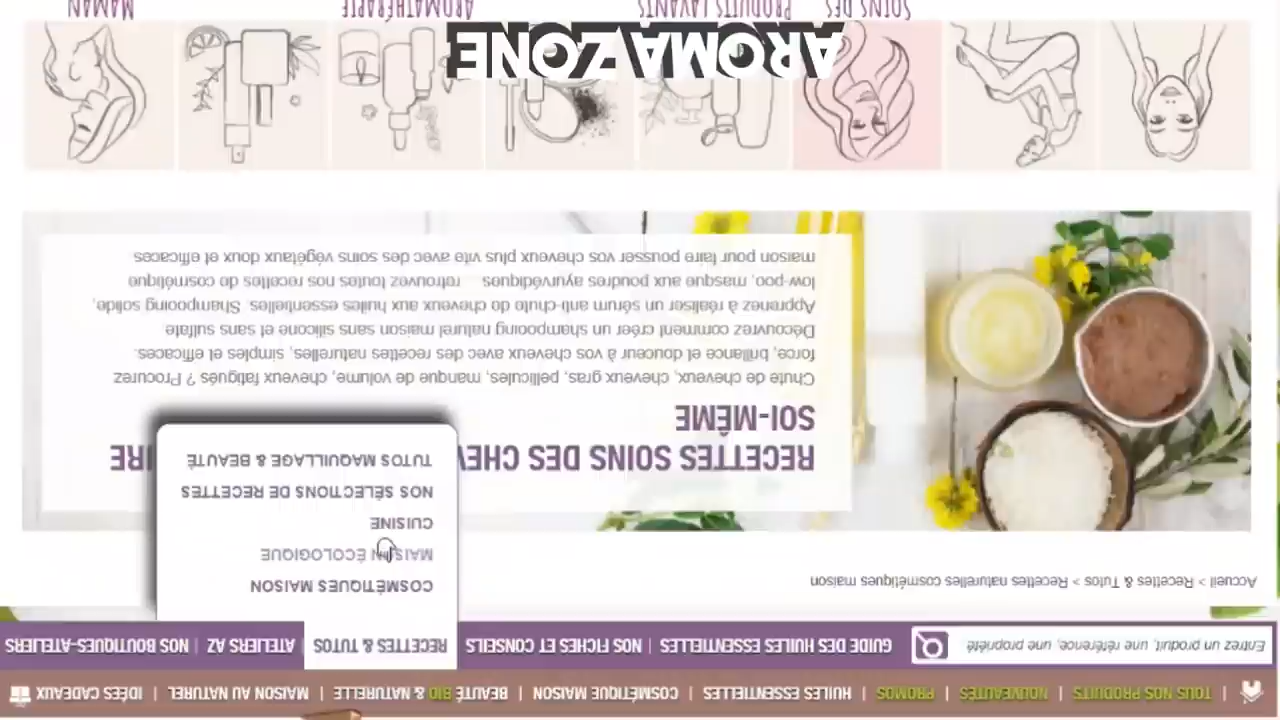 TOUS NOS PRODUITS | NOUVEAUTÉS | PROMOS | HUILES ESSENTIELLES | COSMÉTIQUE MAISON | BEAUTÉ BIO & NATURELLE | MAISON AU NATUREL | IDÉES CADEAUX
Entrez un produit, une référence, une propriété
GUIDE DES HUILES ESSENTIELLES | NOS FICHES ET CONSEILS RECETTES & TUTOS | ATELIERS AZ | NOS BOUTIQUES-ATELIERS
Accueil > Recettes & Tutos > Recettes naturelles cosmétiques maison
COSMÉTIQUES MAISON
MAISON ÉCOLOGIQUE
CUISINE
NOS SÉLECTIONS DE RECETTES
TUTOS MAQUILLAGE & BEAUTÉ
RECETTES SOINS DES CHEV IRE
SOI-MÊME
Chute de cheveux, cheveux gras, pellicules, manque de volume, cheveux fatigués ? Procurez
force, brillance et douceur à vos cheveux avec des recettes naturelles, simples et efficaces.
Découvrez comment créer un shampooing naturel maison sans silicone et sans sulfate.
Apprenez à réaliser un sérum anti-chute de cheveux aux huiles essentielles. Shampooing solide,
low-poo, masque aux poudres ayurvédiques... retrouvez toutes nos recettes de cosmétique
maison pour faire pousser vos cheveux plus vite avec des soins végétaux doux et efficaces
AROMA ZONE
SOINS DES PRODUITS LAVANTS AROMATHÉRAPIE MAMAN